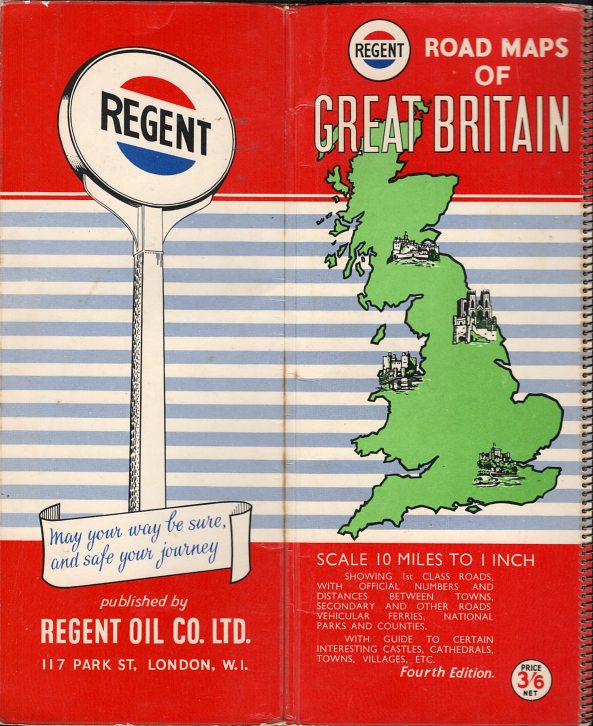 REGENT
May your way be sure,
and safe your journey
published by
REGENT OIL CO. LTD.
117 PARK ST, LONDON, W.1.
REGENT
ROAD MAPS
OF
GREAT BRITAIN
SCALE 10 MILES TO 1 INCH
SHOWING 1st CLASS ROADS,
WITH OFFICIAL NUMBERS AND
DISTANCES BETWEEN TOWNS,
SECONDARY AND OTHER ROADS
VEHICULAR FERRIES, NATIONAL
PARKS AND COUNTIES.
WITH GUIDE TO CERTAIN
INTERESTING CASTLES, CATHEDRALS,
TOWNS, VILLAGES, ETC.
Fourth Edition.
PRICE
3/6
NET